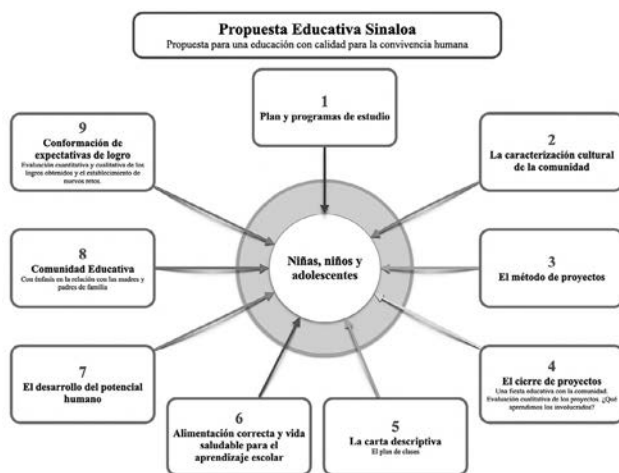 Propuesta Educativa Sinaloa
Propuesta para una educación con calidad para la convivencia humana
1
Plan y programas de estudio
2
La caracterización cultural
de la comunidad
3
El método de proyectos
4
El cierre de proyectos
Una fiesta educativa con la comunidad.
Evaluación cualitativa de los proyectos. ¿Qué
aprendimos los involucrados?
5
La carta descriptiva
El plan de clases
6
Alimentación correcta y vida
saludable para el
aprendizaje escolar
7
El desarrollo del potencial
humano
8
Comunidad Educativa
Con énfasis en la relación con las madres y
padres de familia
9
Conformación de
expectativas de logro
Evaluación cuantitativa y cualitativa de los
logros obtenidos y el establecimiento de
nuevos retos.
Niñas, niños y
adolescentes